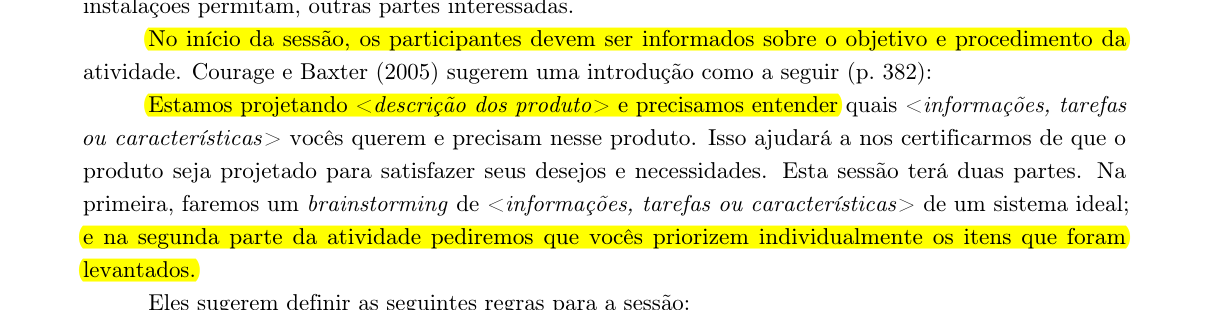 instalações permitam, outras partes interessadas.
No início da sessão, os participantes devem ser informados sobre o objetivo e procedimento da
atividade. Courage e Baxter (2005) sugerem uma introdução como a seguir (p. 382):
Estamos projetando <descrição dos produto> e precisamos entender quais <informações, tarefas
ou características> vocês querem e precisam nesse produto. Isso ajudará a nos certificarmos de que o
produto seja projetado para satisfazer seus desejos e necessidades. Esta sessão terá duas partes. Na
primeira, faremos um brainstorming de <informações, tarefas ou características> de um sistema ideal;
e na segunda parte da atividade pediremos que vocês priorizem individualmente os itens que foram
levantados.
Eles sugerem definir as seguintes regras para a sessão: